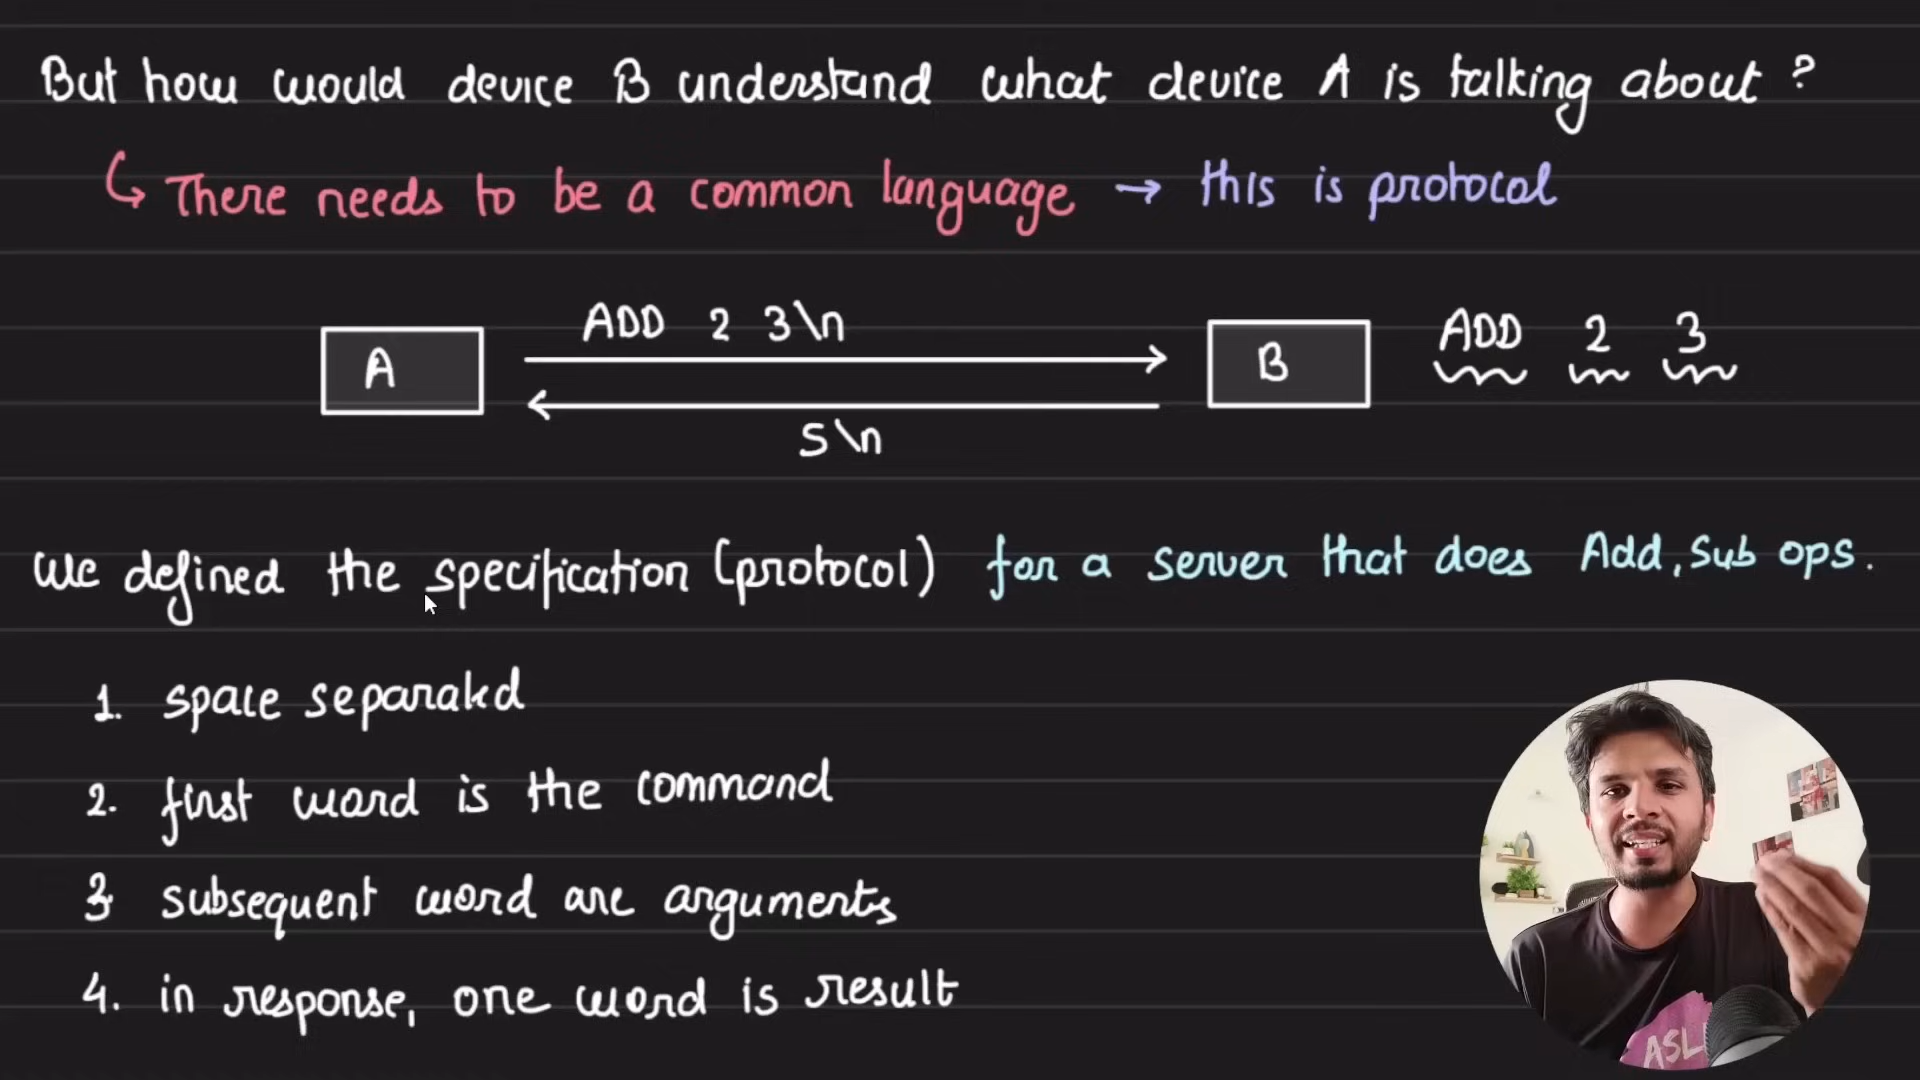 But how would device B understand what device A is talking about ?
↳ There needs to be a common language → this is protocol
ADD 2 3\n
A
B
ADD 2 3
5\n
We defined the specification (protocol) for a server that does Add, Sub ops.
1. space separated
2. first word is the command
3 subsequent word are arguments
4. in response, one word is result
ASL